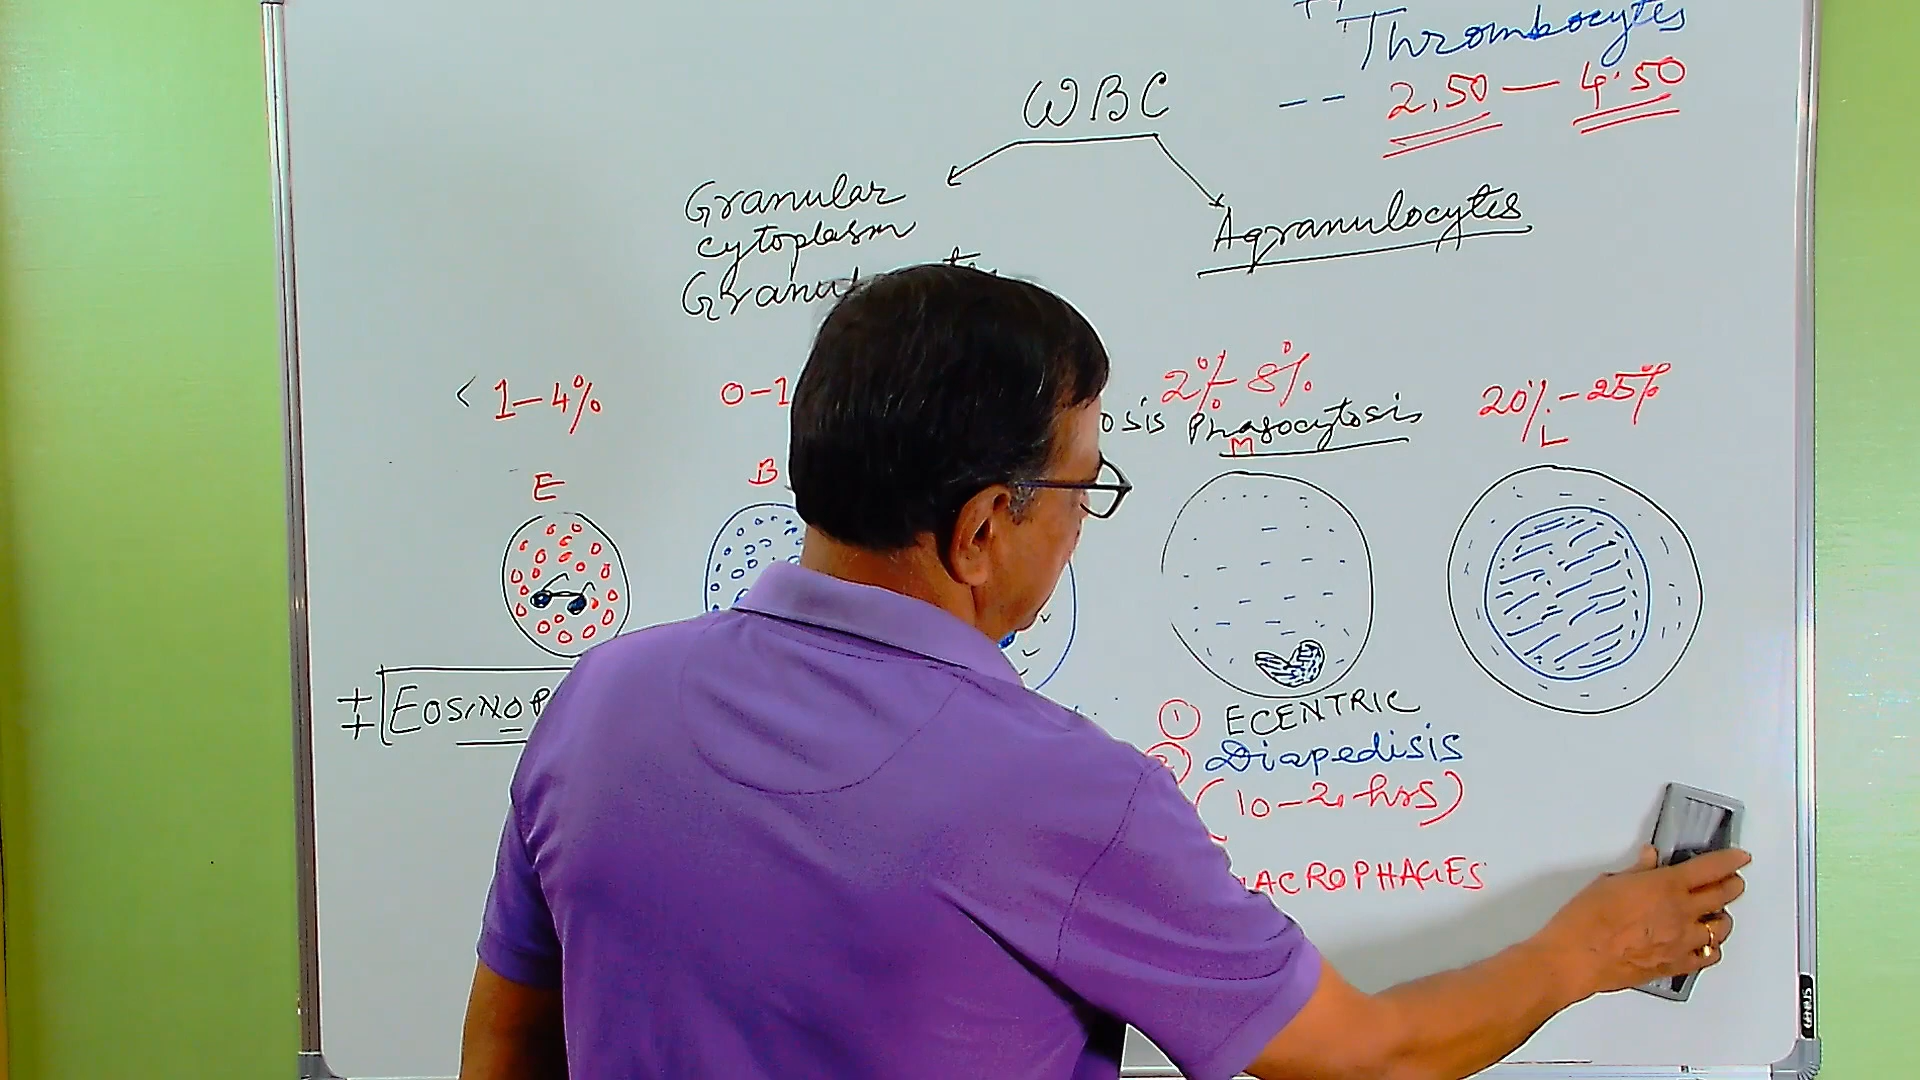 Thrombocytes
-- 2.50 — 4.50
WBC
Granular
cytoplasm
Agranulocytes
< 1-4%
0-1
2% - 8%
20% - 25%
osis Phagocytosis
E
B
M
L
EOSINOP
① ECENTRIC
Diapedisis
(10-20 hrs)
ACROPHAGES
GENIUS